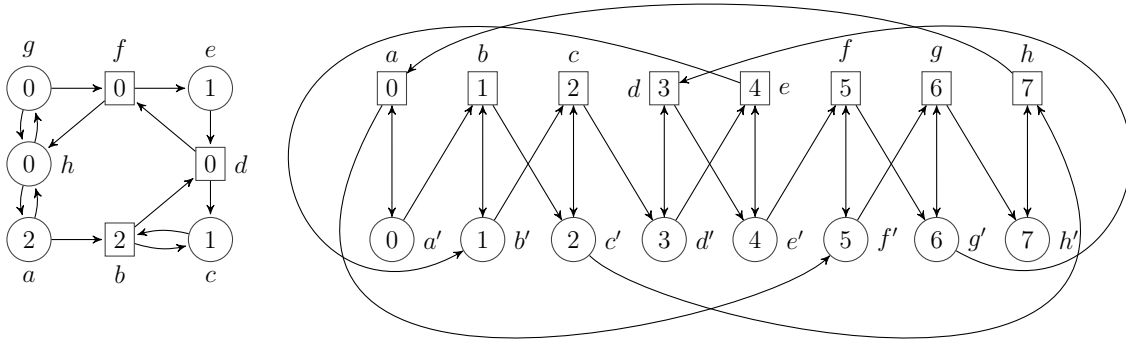 g f e
0 0 1
0 h 0 d
2 2 1
a b c
a b c f g h
0 1 2 d 3 4 e 5 6 7
0 a′ 1 b′ 2 c′ 3 d′ 4 e′ 5 f′ 6 g′ 7 h′